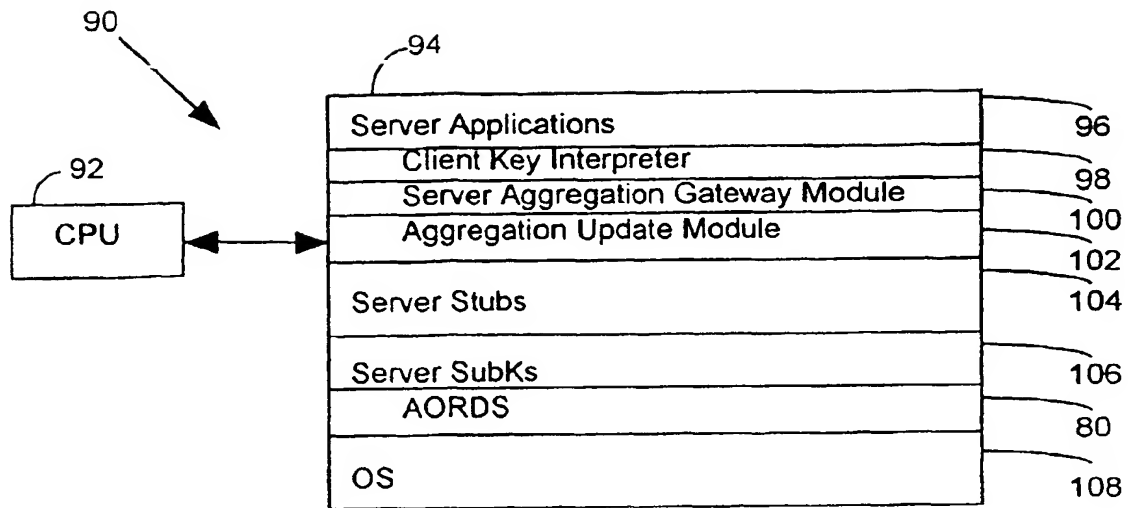 90
94
Server Applications 96
92
Client Key Interpreter 98
CPU
Server Aggregation Gateway Module 100
Aggregation Update Module 102
Server Stubs 104
Server SubKs 106
AORDS 80
OS 108